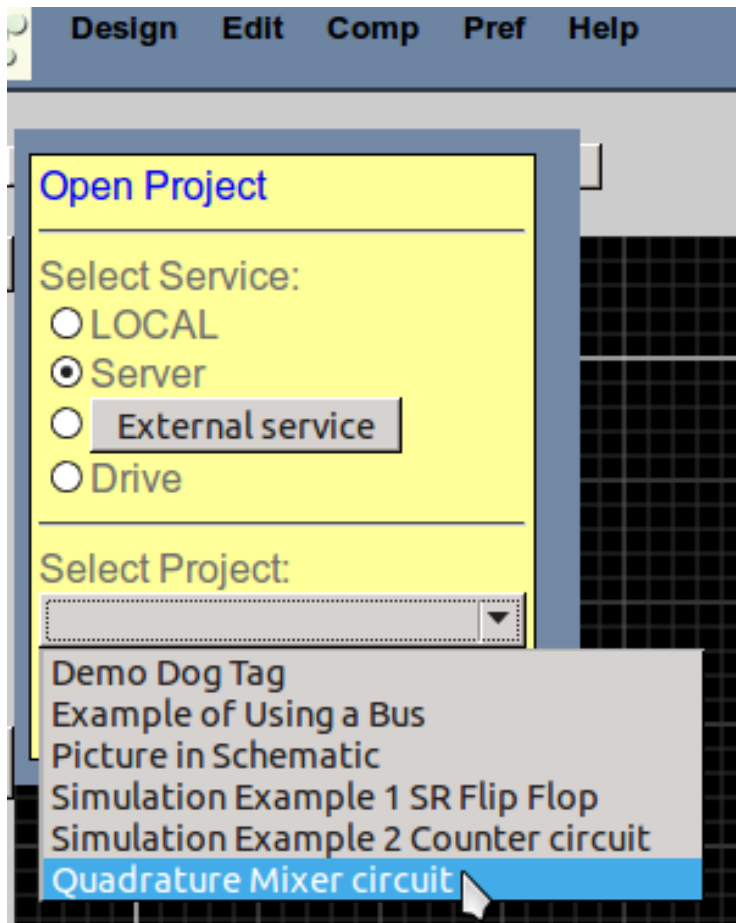 Design Edit Comp Pref Help
Open Project
Select Service:
LOCAL
Server
External service
Drive
Select Project:
Demo Dog Tag
Example of Using a Bus
Picture in Schematic
Simulation Example 1 SR Flip Flop
Simulation Example 2 Counter circuit
Quadrature Mixer circuit